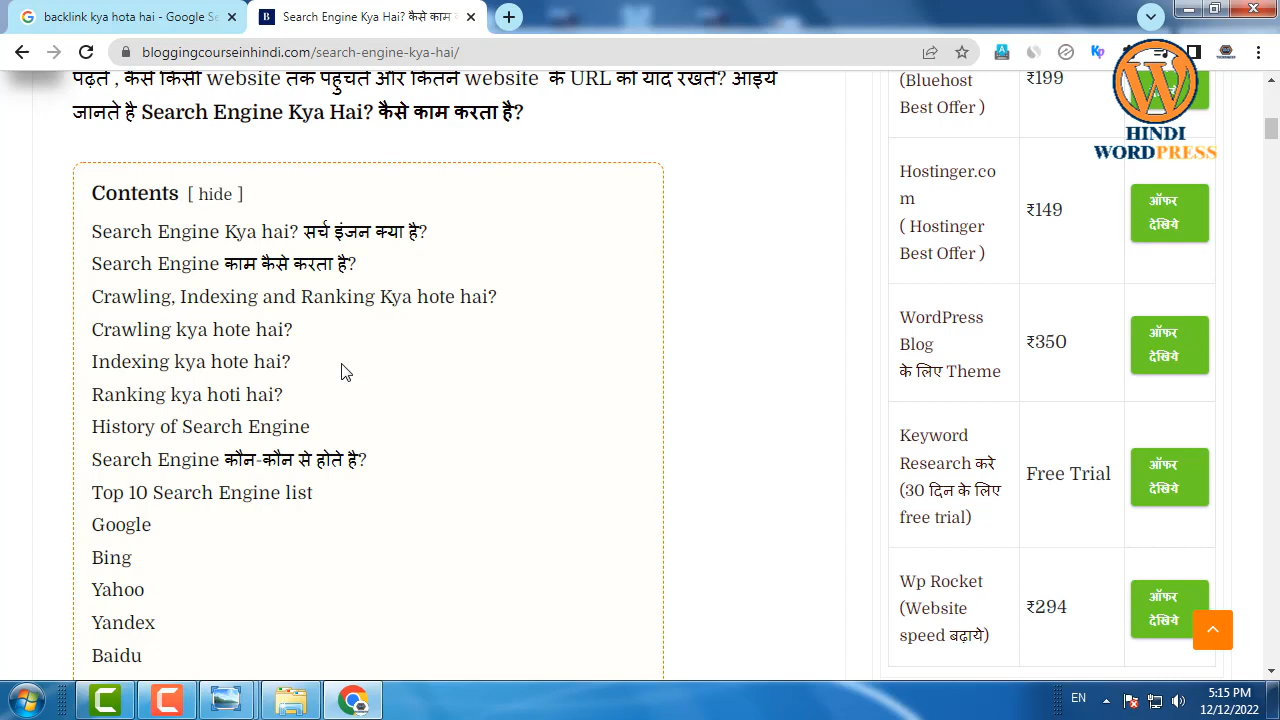 backlink kya hota hai - Google Se
Search Engine Kya Hai? कैसे काम
bloggingcourseinhindi.com/search-engine-kya-hai/
पढ़ते , कैसे किसी website तक पहुंचते और कितने website के URL को याद रखते? आइये
जानते है Search Engine Kya Hai? कैसे काम करता है?
Contents [ hide ]
Search Engine Kya hai? सर्च इंजन क्या है?
Search Engine काम कैसे करता है?
Crawling, Indexing and Ranking Kya hote hai?
Crawling kya hote hai?
Indexing kya hote hai?
Ranking kya hoti hai?
History of Search Engine
Search Engine कौन-कौन से होते है?
Top 10 Search Engine list
Google
Bing
Yahoo
Yandex
Baidu
(Bluehost
Best Offer )
₹199
HINDI
WORDPRESS
Hostinger.co
m
( Hostinger
Best Offer )
₹149
ऑफर
देखिये
WordPress
Blog
के लिए Theme
₹350
ऑफर
देखिये
Keyword
Research करे
(30 दिन के लिए
free trial)
Free Trial
ऑफर
देखिये
Wp Rocket
(Website
speed बढ़ाये)
₹294
ऑफर
देखिये
EN
5:15 PM
12/12/2022